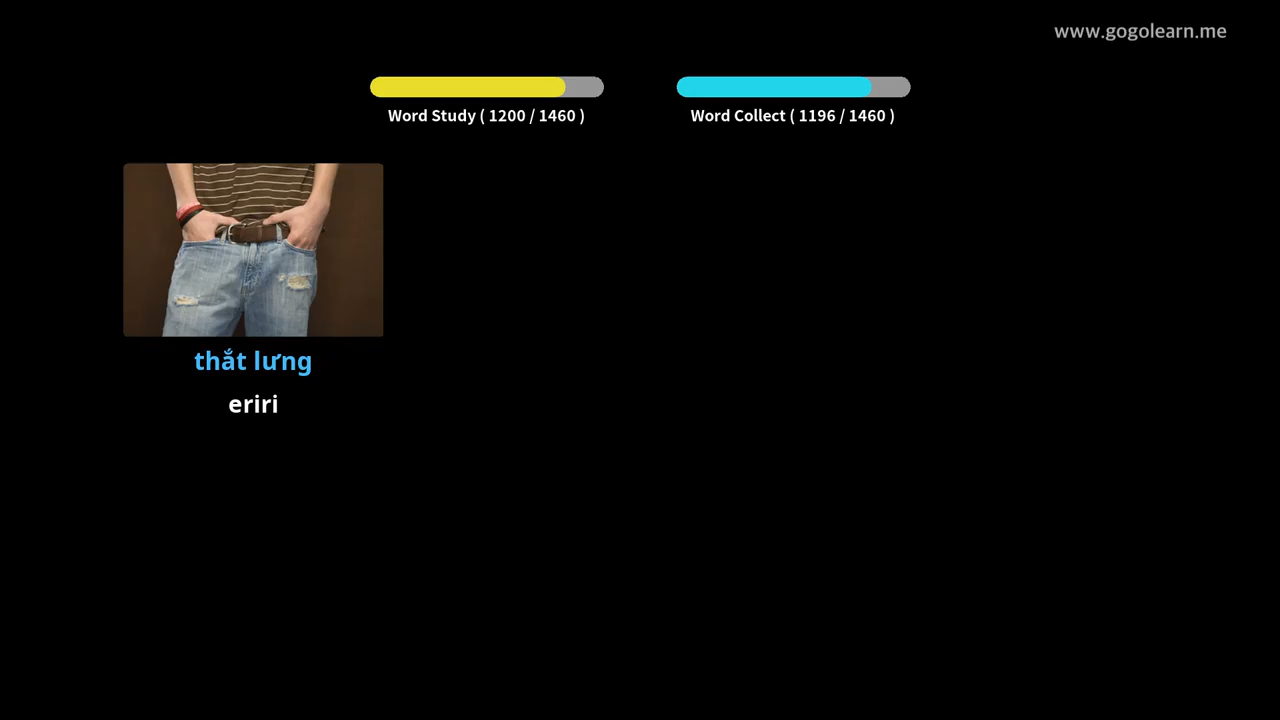 www.gogolearn.me
Word Study ( 1200 / 1460 )
Word Collect ( 1196 / 1460 )
thắt lưng
eriri